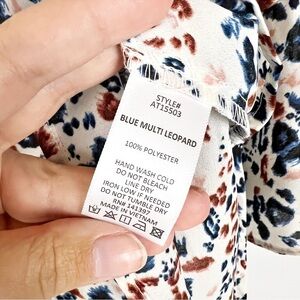 STYLE#
AT15503
BLUE MULTI LEOPARD
100% POLYESTER
HAND WASH COLD
DO NOT BLEACH
LINE DRY
IRON LOW IF NEEDED
DO NOT TUMBLE DRY
RN# 141397
MADE IN VIETNAM